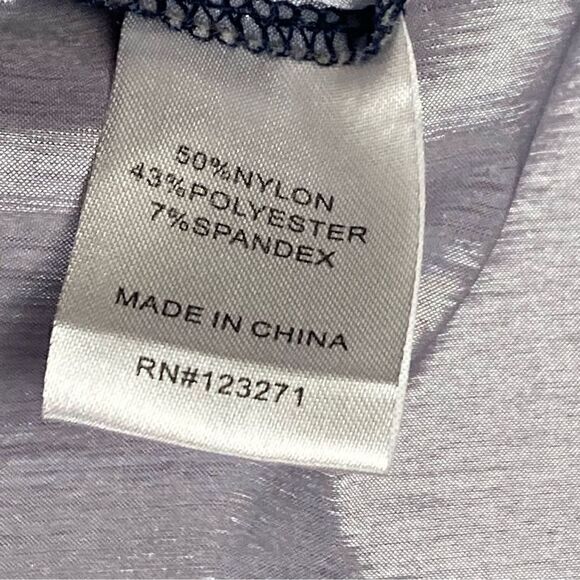 50%NYLON
43%POLYESTER
7%SPANDEX
MADE IN CHINA
RN#123271